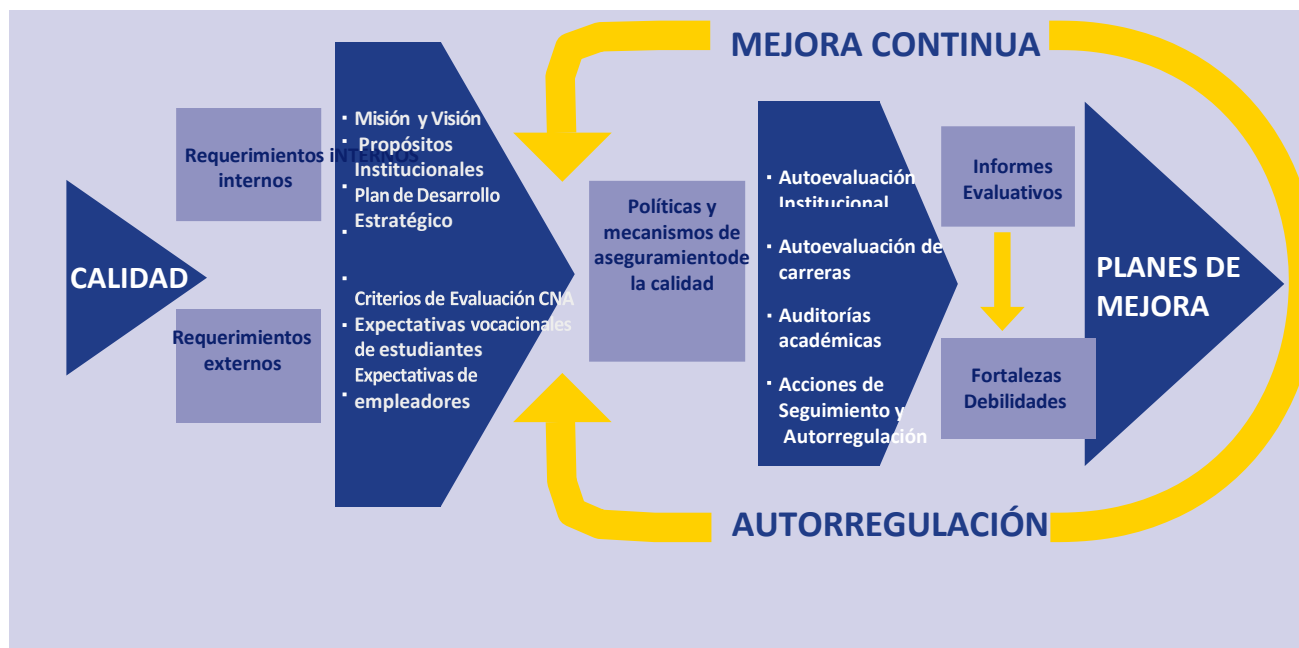 MEJORA CONTINUA
CALIDAD
Requerimientos iNTERNOS
internos
Requerimientos
externos
▪ Misión y Visión
▪ Propósitos
Institucionales
▪ Plan de Desarrollo
Estratégico
▪
▪
Criterios de Evaluación CNA
▪ Expectativas vocacionales
de estudiantes
Expectativas de
▪ empleadores
Políticas y
mecanismos de
aseguramientode
la calidad
▪ Autoevaluación
Institucional
▪ Autoevaluación de
carreras
▪ Auditorías
académicas
▪ Acciones de
Seguimiento y
Autorregulación
Informes
Evaluativos
Fortalezas
Debilidades
PLANES DE
MEJORA
AUTORREGULACIÓN